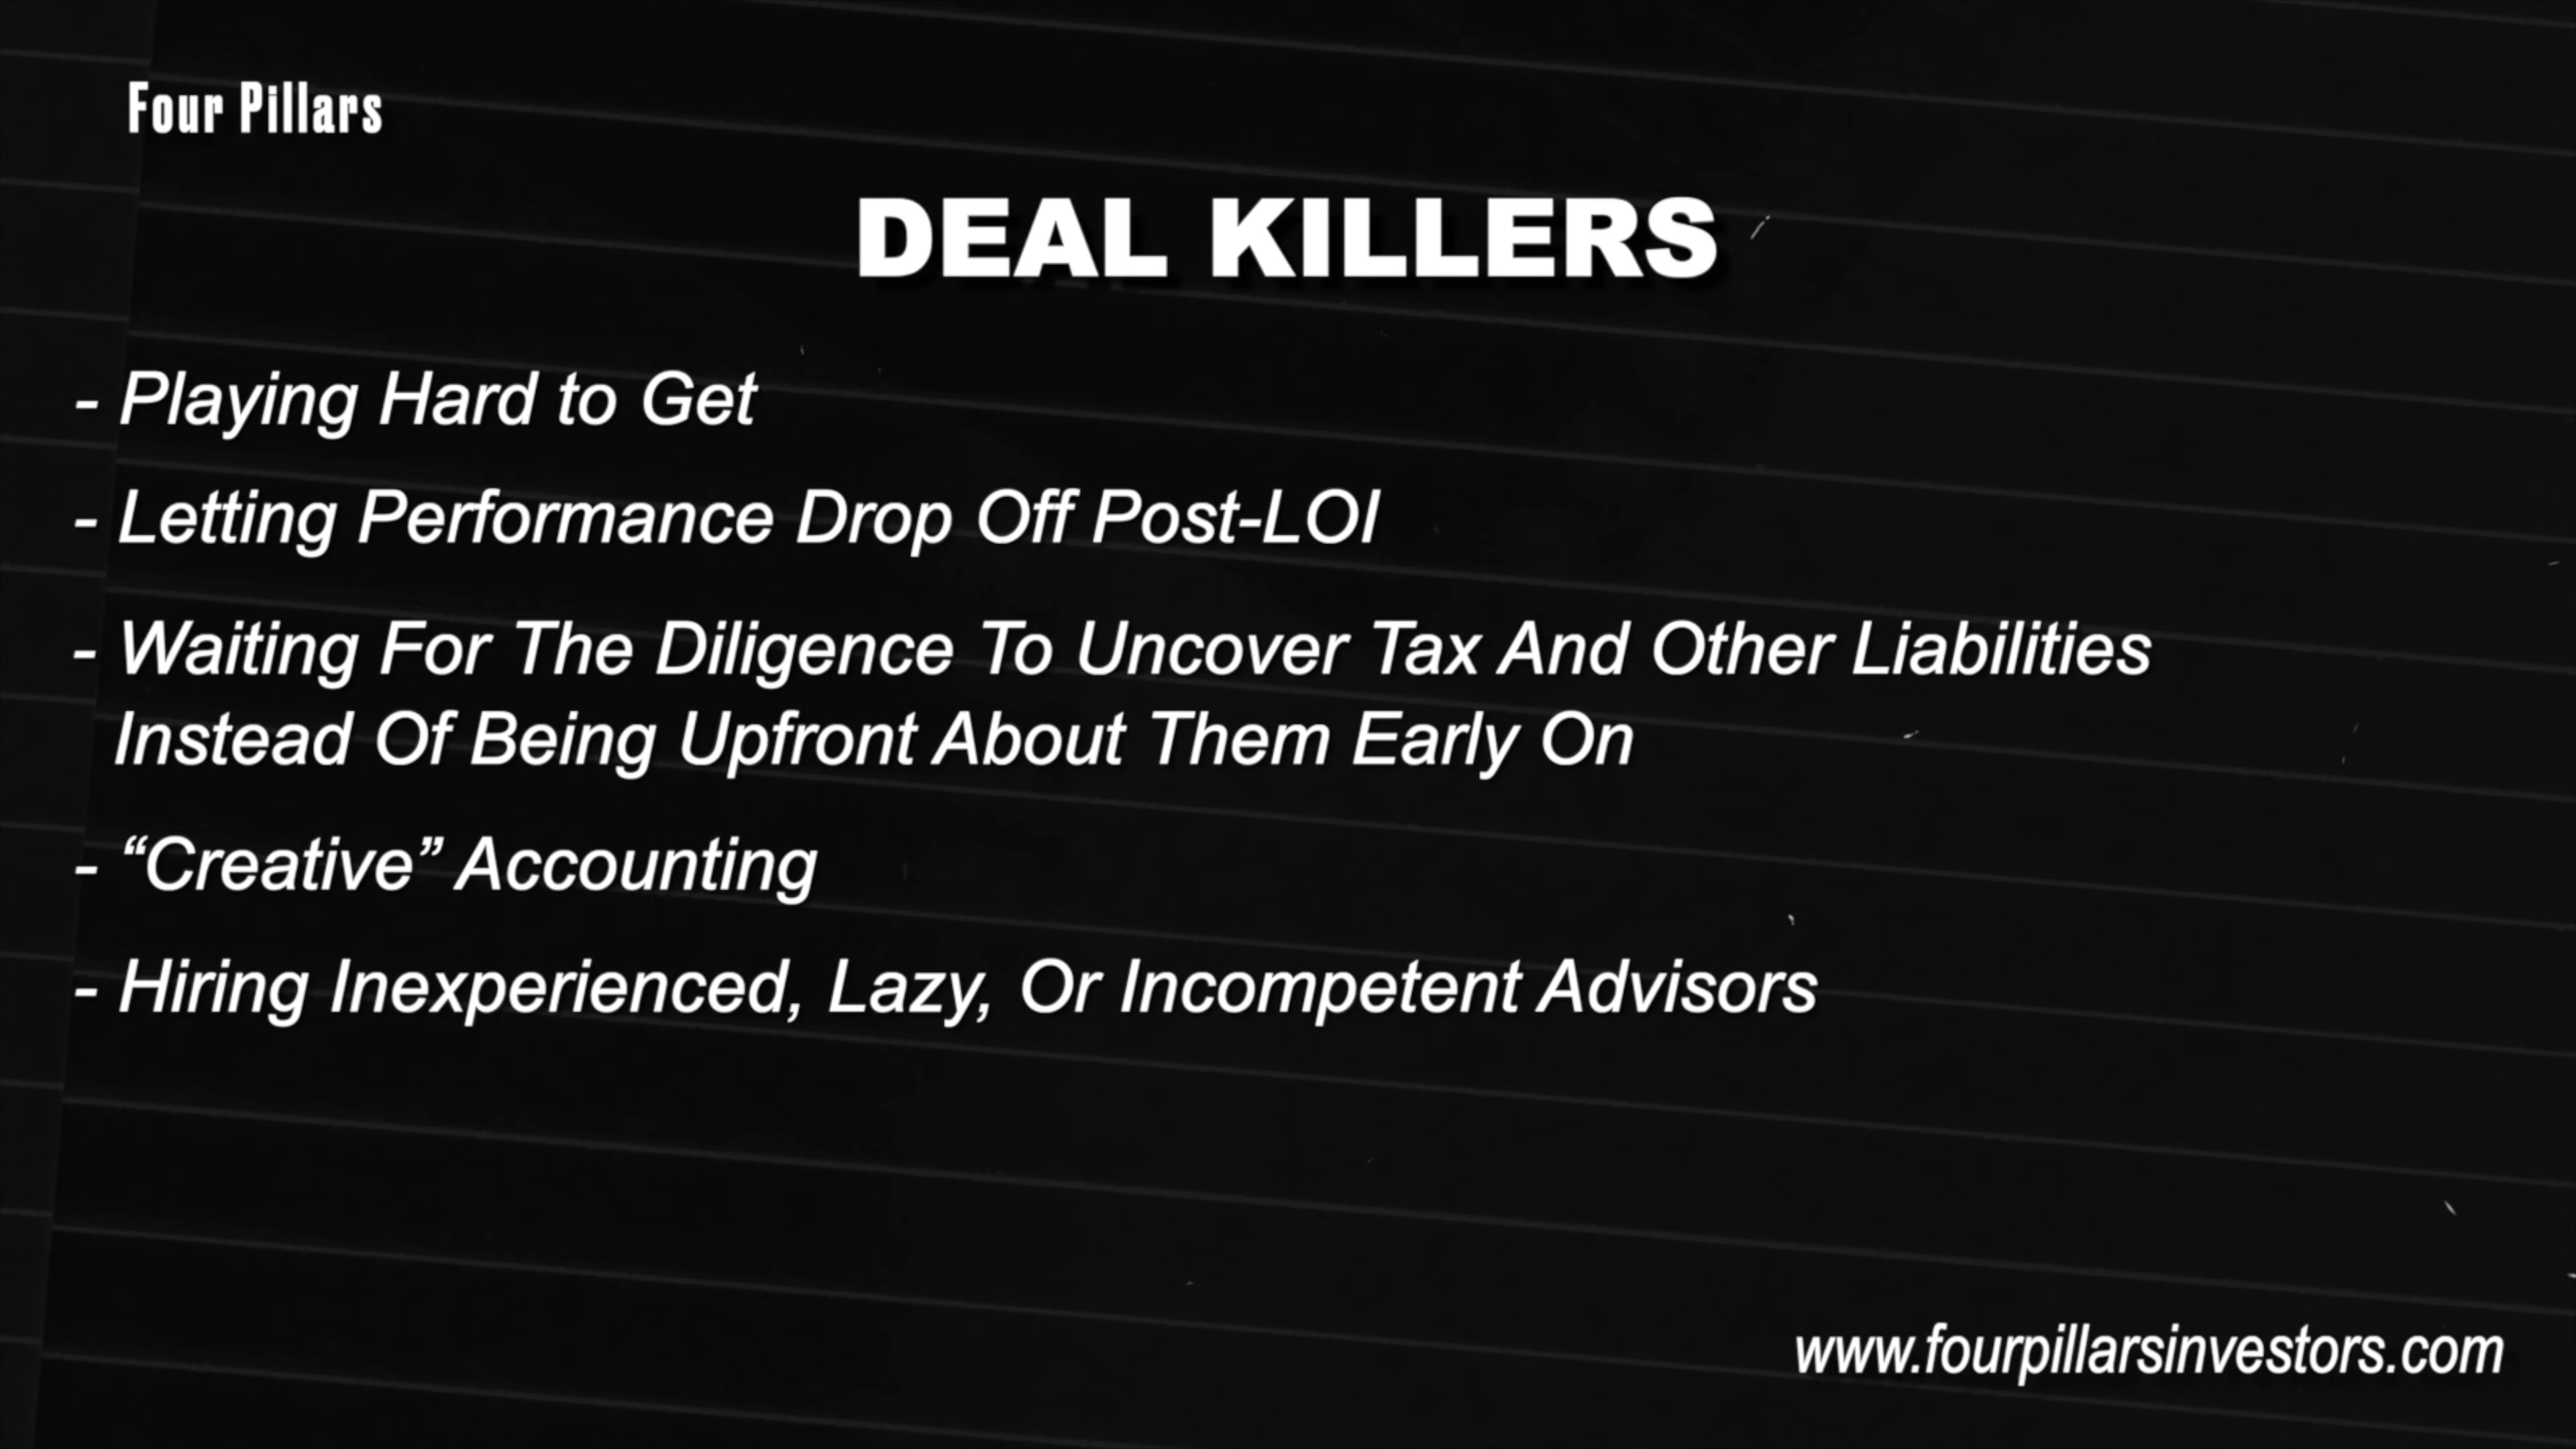 Four Pillars
DEAL KILLERS
- Playing Hard to Get
- Letting Performance Drop Off Post-LOI
- Waiting For The Diligence To Uncover Tax And Other Liabilities
Instead Of Being Upfront About Them Early On
- “Creative” Accounting
- Hiring Inexperienced, Lazy, Or Incompetent Advisors
www.fourpillarsinvestors.com